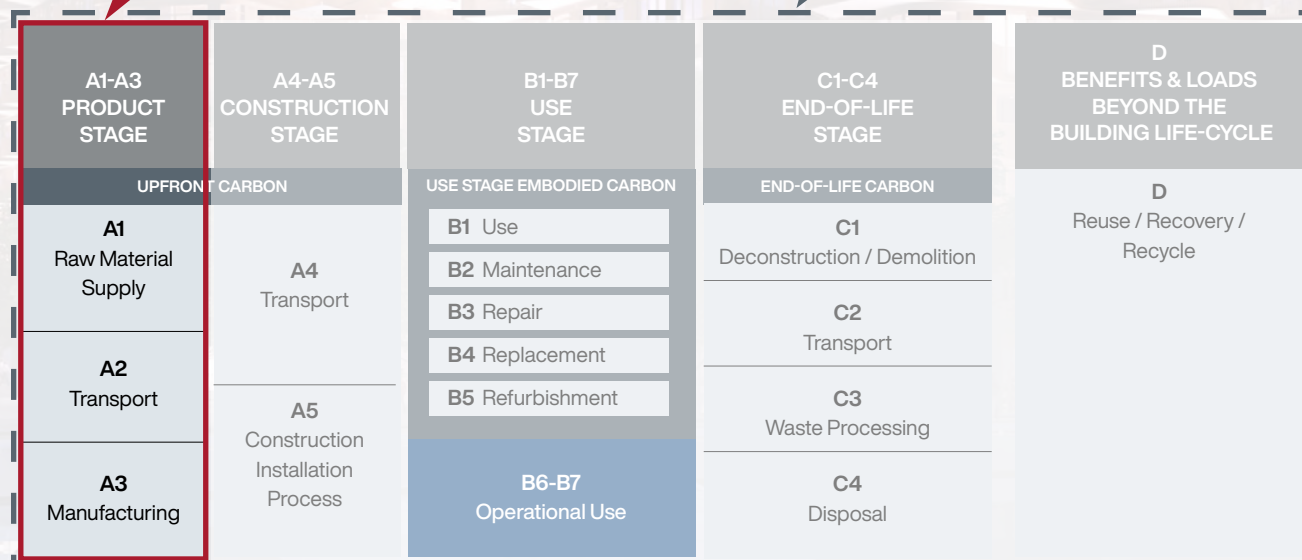 A1-A3
PRODUCT
STAGE
A4-A5
CONSTRUCTION
STAGE
B1-B7
USE
STAGE
C1-C4
END-OF-LIFE
STAGE
D
BENEFITS & LOADS
BEYOND THE
BUILDING LIFE-CYCLE
UPFRONT CARBON
USE STAGE EMBODIED CARBON
END-OF-LIFE CARBON
A1
Raw Material
Supply
A2
Transport
A3
Manufacturing
A4
Transport
A5
Construction
Installation
Process
B1 Use
B2 Maintenance
B3 Repair
B4 Replacement
B5 Refurbishment
B6-B7
Operational Use
C1
Deconstruction / Demolition
C2
Transport
C3
Waste Processing
C4
Disposal
D
Reuse / Recovery /
Recycle